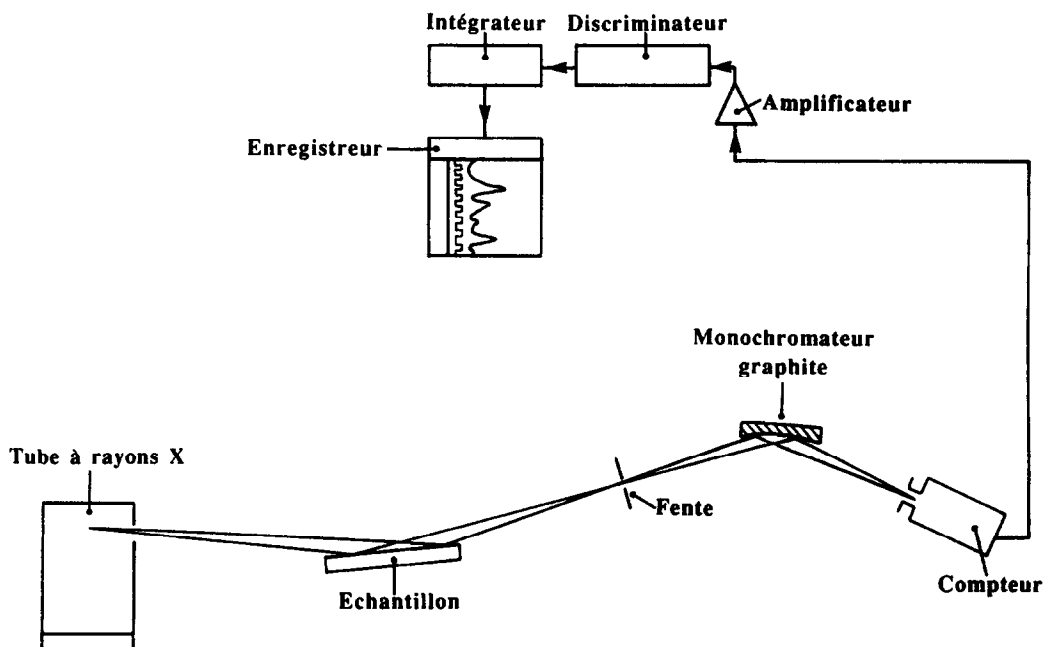 Intégrateur
Discriminateur
Amplificateur
Enregistreur
Monochromateur
graphite
Tube à rayons X
Fente
Echantillon
Compteur